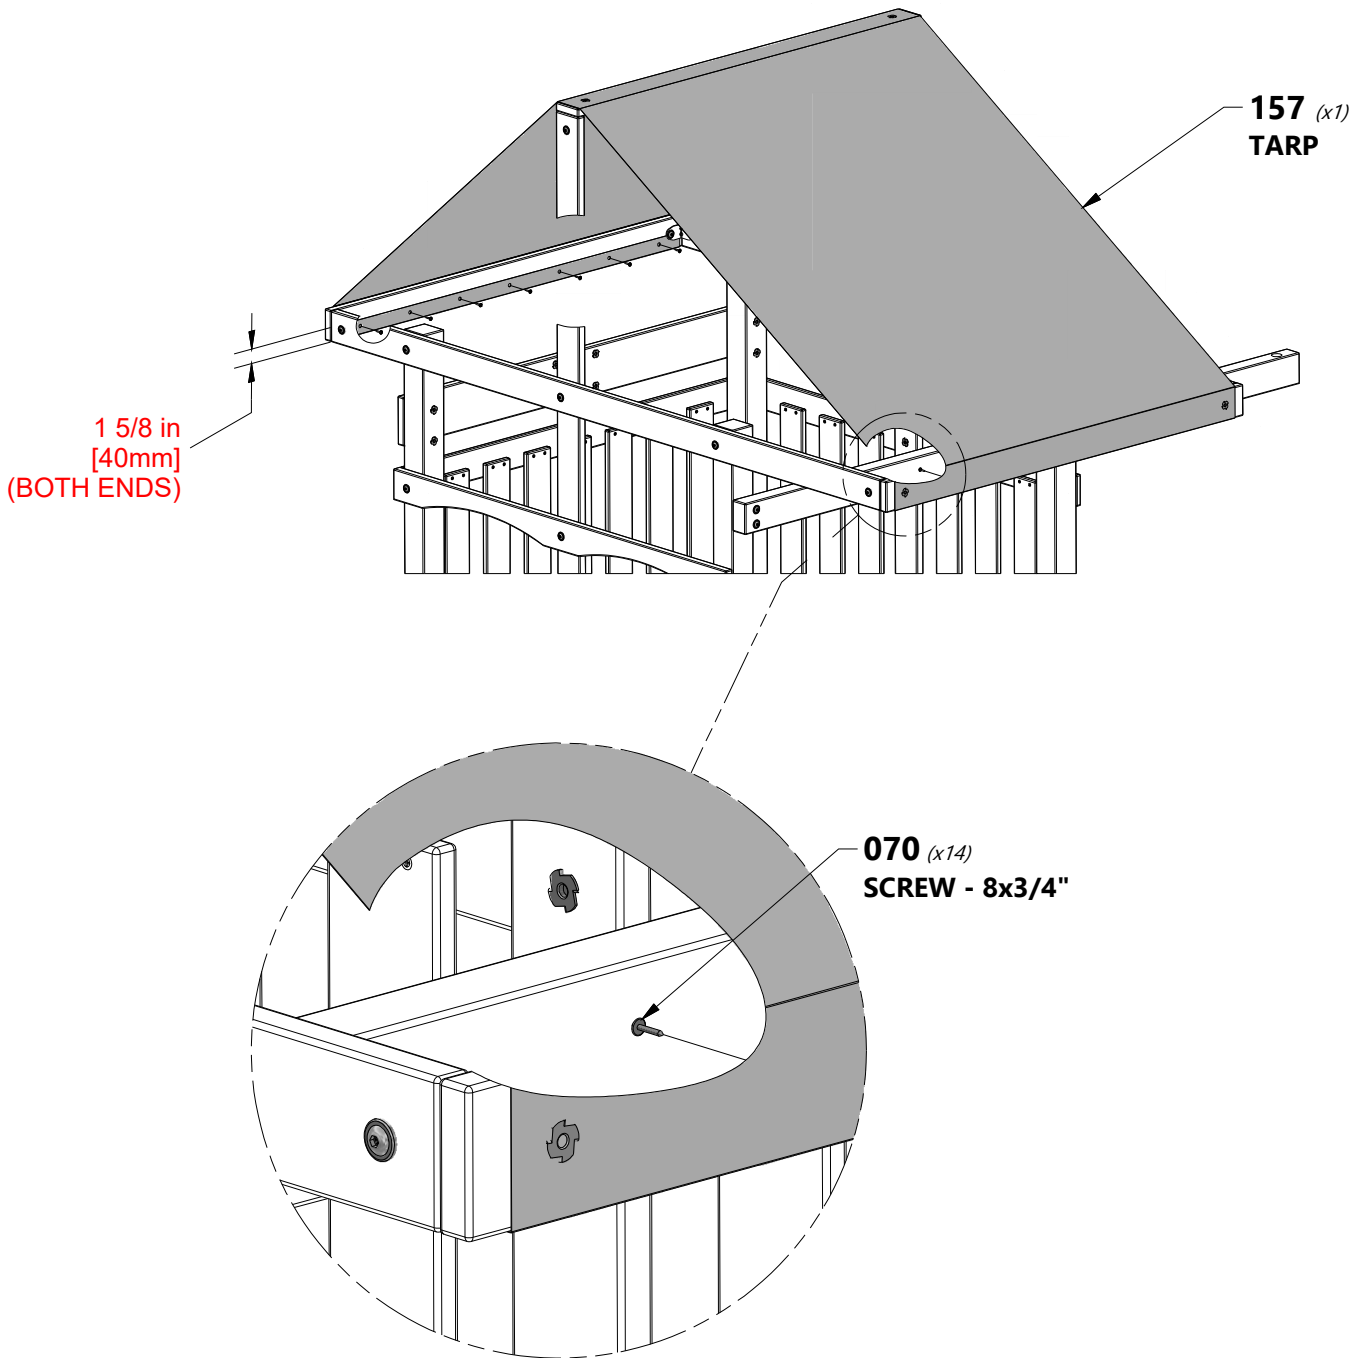 157 (x1)
TARP
1 5/8 in
[40mm]
(BOTH ENDS)
070 (x14)
SCREW - 8x3/4"